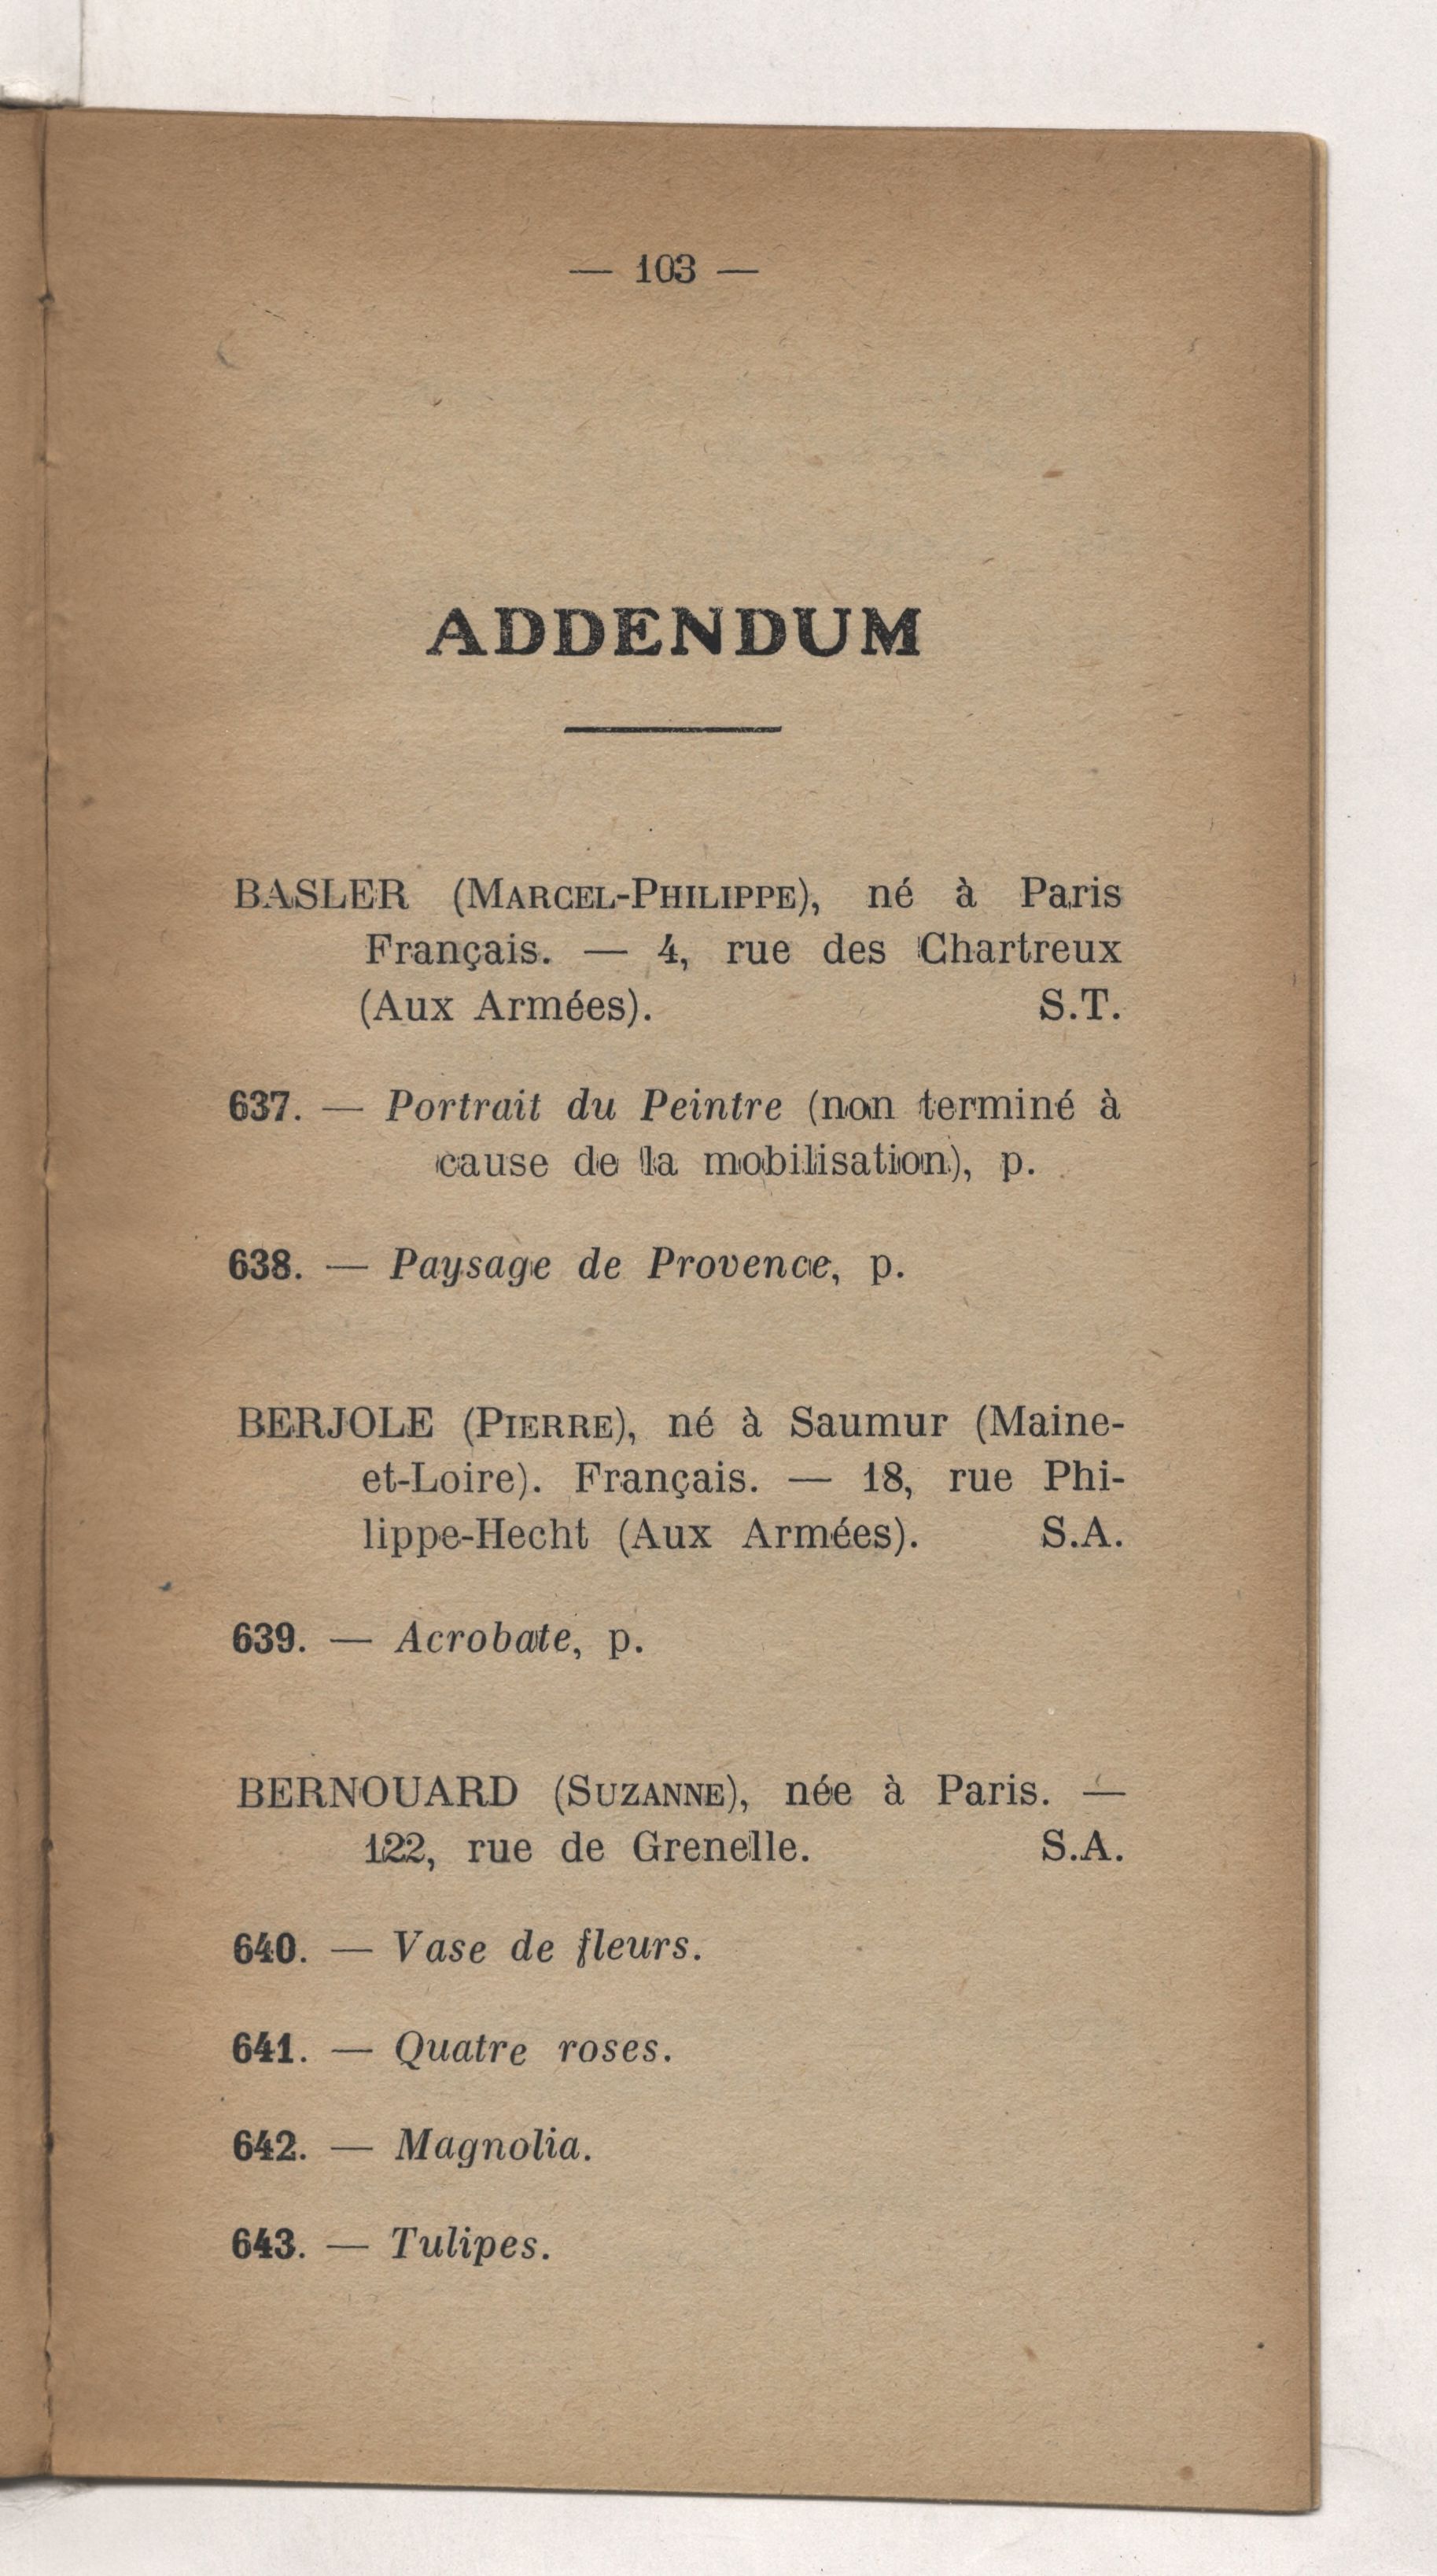 — 103 —
ADDENDUM
BASLER (MARCEL-PHILIPPE), né à Paris
Français. — 4, rue des Chartreux
(Aux Armées). S.T.
637. — Portrait du Peintre (non terminé à
cause de la mobilisation), p.
638. — Paysage de Provence, p.
BERJOLE (PIERRE), né à Saumur (Maine-
et-Loire). Français. — 18, rue Phi-
lippe-Hecht (Aux Armées). S.A.
639. — Acrobate, p.
BERNOUARD (SUZANNE), née à Paris. —
122, rue de Grenelle. S.A.
640. — Vase de fleurs.
641. — Quatre roses.
642. — Magnolia.
643. — Tulipes.